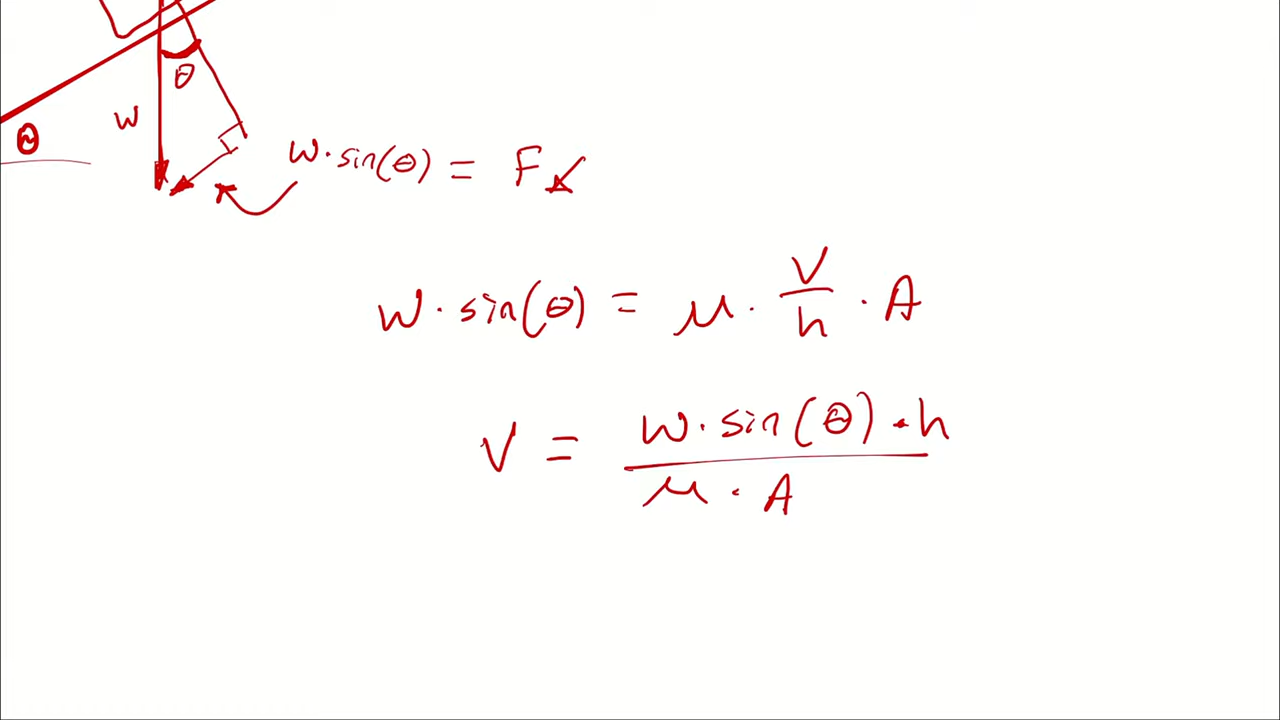 θ
W
θ
W·sin(θ) = F↙
W·sin(θ) = μ · V/h · A
V = W·sin(θ)·h / μ·A